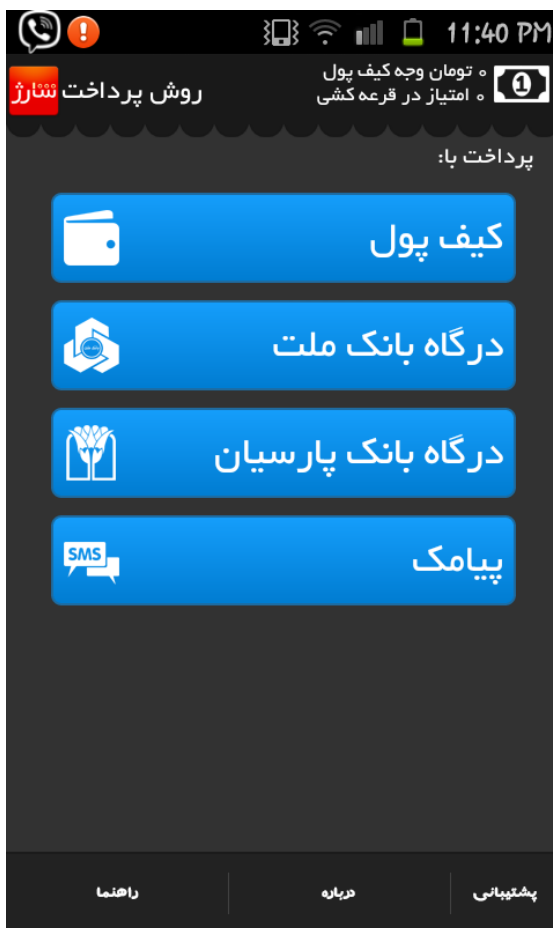 11:40 PM
۰ تومان وجه کیف پول
۰ امتیاز در قرعه کشی
1
روش پرداخت
شارژ
پرداخت با:
کیف پول
درگاه بانک ملت
درگاه بانک پارسیان
پیامک
SMS
پشتیبانی
درباره
راهنما